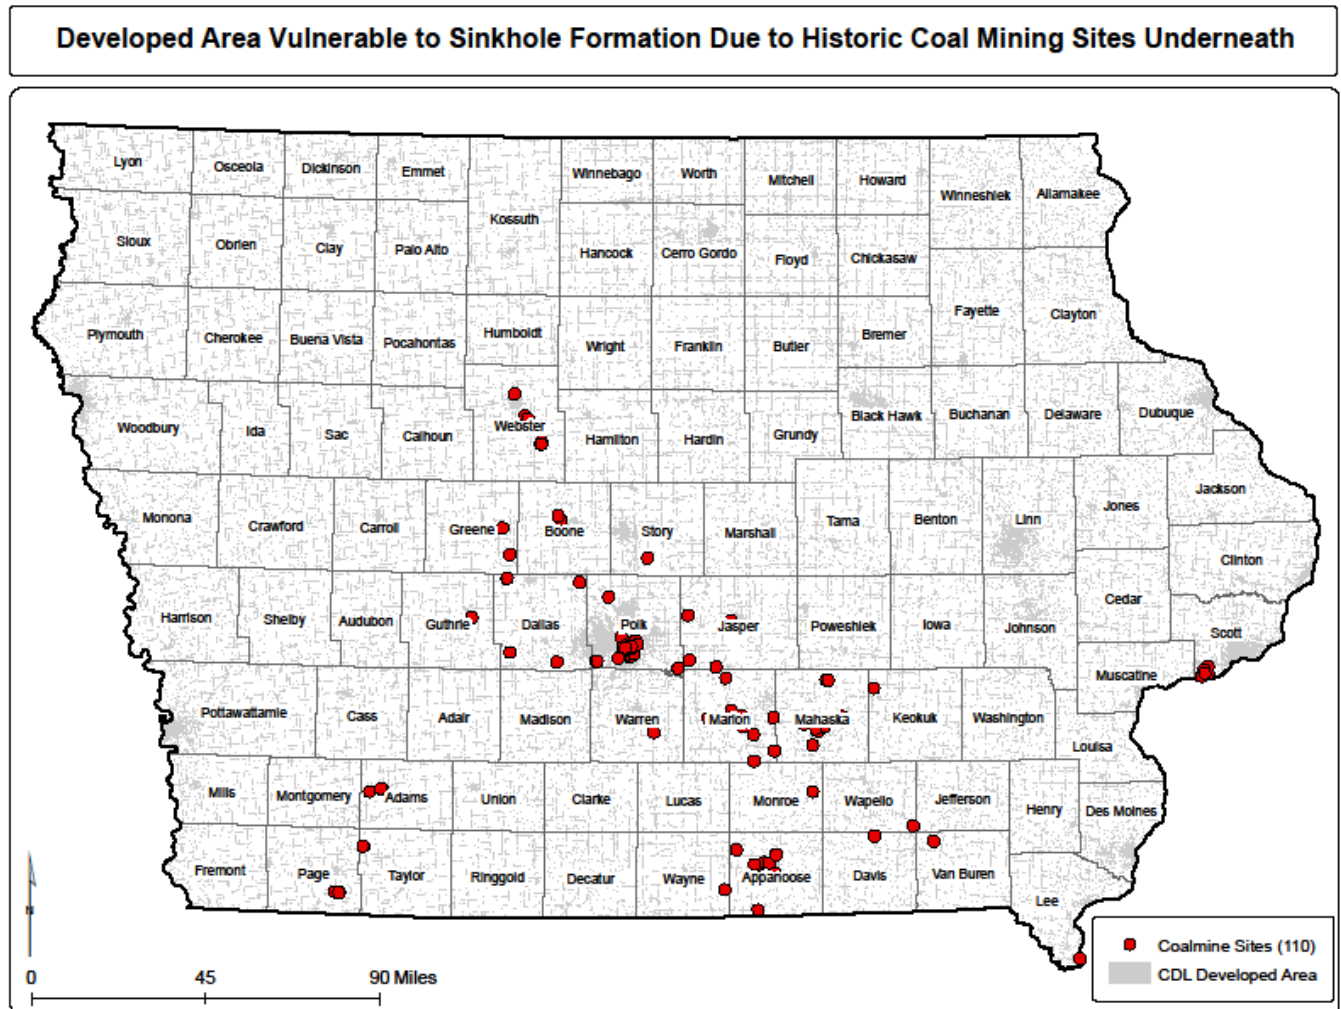 Developed Area Vulnerable to Sinkhole Formation Due to Historic Coal Mining Sites Underneath
Lyon Osceola Dickinson Emmet Winnebago Worth Mitchell Howard Winneshiek Allamakee
Kossuth
Sioux Obrien Clay Palo Alto Hancock Cerro Gordo Floyd Chickasaw
Plymouth Cherokee Buena Vista Pocahontas Humboldt Wright Franklin Butler Bremer Fayette Clayton
Woodbury Ida Sac Calhoun Webster Hamilton Hardin Grundy Black Hawk Buchanan Delaware Dubuque
Monona Crawford Carroll Greene Boone Story Marshall Tama Benton Linn Jones Jackson
Clinton
Harrison Shelby Audubon Guthrie Dallas Polk Jasper Poweshiek Iowa Johnson Cedar Scott
Muscatine
Pottawattamie Cass Adair Madison Warren Marion Mahaska Keokuk Washington Louisa
Mills Montgomery Adams Union Clarke Lucas Monroe Wapello Jefferson Henry Des Moines
Fremont Page Taylor Ringgold Decatur Wayne Appanoose Davis Van Buren Lee
N
0 45 90 Miles
Coalmine Sites (110)
CDL Developed Area